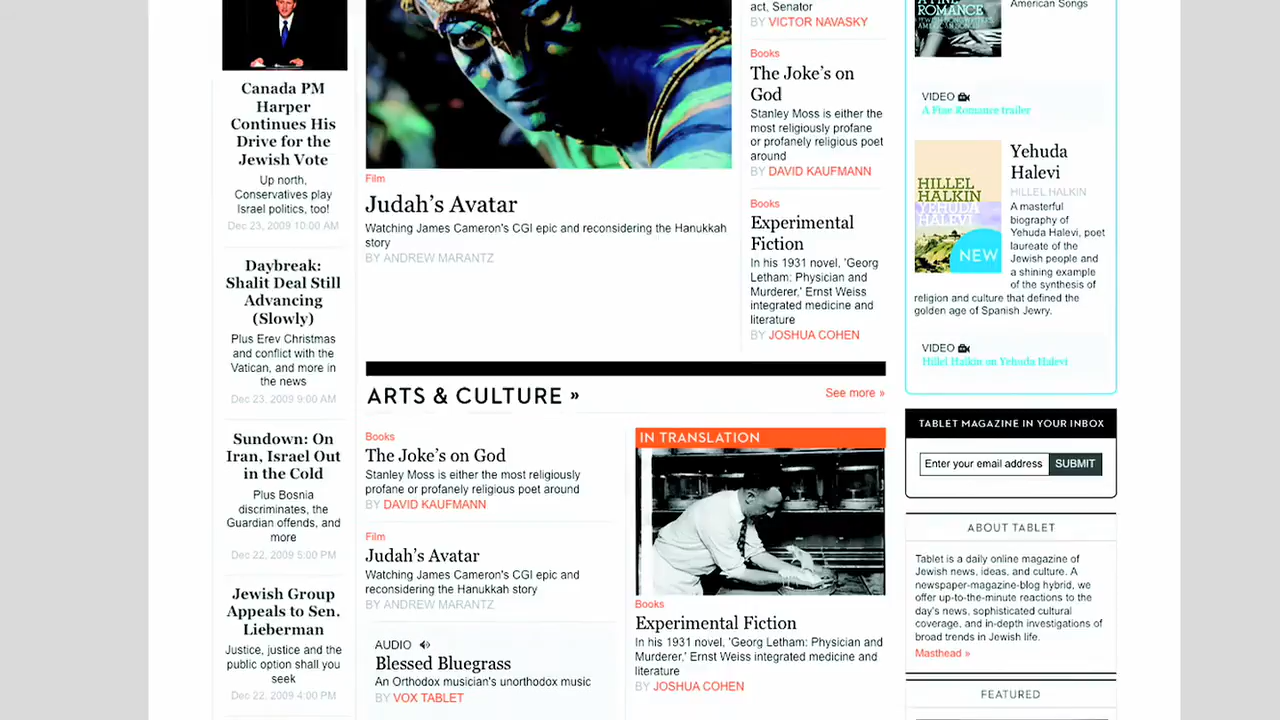 Canada PM
Harper
Continues His
Drive for the
Jewish Vote
Up north,
Conservatives play
Israel politics, too!
Dec 23, 2009 10:00 AM
Daybreak:
Shalit Deal Still
Advancing
(Slowly)
Plus Erev Christmas
and conflict with the
Vatican, and more in
the news
Dec 23, 2009 9:00 AM
Sundown: On
Iran, Israel Out
in the Cold
Plus Bosnia
discriminates, the
Guardian offends, and
more
Dec 22, 2009 5:00 PM
Jewish Group
Appeals to Sen.
Lieberman
Justice, justice and the
public option shall you
seek
Dec 22, 2009 4:00 PM
Film
Judah's Avatar
Watching James Cameron's CGI epic and reconsidering the Hanukkah
story
BY ANDREW MARANTZ
act, Senator
BY VICTOR NAVASKY
Books
The Joke's on
God
Stanley Moss is either the
most religiously profane
or profanely religious poet
around
BY DAVID KAUFMANN
Books
Experimental
Fiction
In his 1931 novel, 'Georg
Letham: Physician and
Murderer,' Ernst Weiss
integrated medicine and
literature
BY JOSHUA COHEN
ARTS & CULTURE »
See more »
Books
The Joke's on God
Stanley Moss is either the most religiously
profane or profanely religious poet around
BY DAVID KAUFMANN
Film
Judah's Avatar
Watching James Cameron's CGI epic and
reconsidering the Hanukkah story
BY ANDREW MARANTZ
AUDIO
Blessed Bluegrass
An Orthodox musician's unorthodox music
BY VOX TABLET
IN TRANSLATION
Books
Experimental Fiction
In his 1931 novel, 'Georg Letham: Physician and
Murderer,' Ernst Weiss integrated medicine and
literature
BY JOSHUA COHEN
ROMANCE
American Songs
VIDEO
A Fine Romance trailer
HILLEL
HALKIN
YEHUDA
HALEVI
NEW
Yehuda
Halevi
HILLEL HALKIN
A masterful
biography of
Yehuda Halevi, poet
laureate of the
Jewish people and
a shining example
of the synthesis of
religion and culture that defined the
golden age of Spanish Jewry.
VIDEO
Hillel Halkin on Yehuda Halevi
TABLET MAGAZINE IN YOUR INBOX
Enter your email address
SUBMIT
ABOUT TABLET
Tablet is a daily online magazine of
Jewish news, ideas, and culture. A
newspaper-magazine-blog hybrid, we
offer up-to-the-minute reactions to the
day's news, sophisticated cultural
coverage, and in-depth investigations of
broad trends in Jewish life.
Masthead »
FEATURED